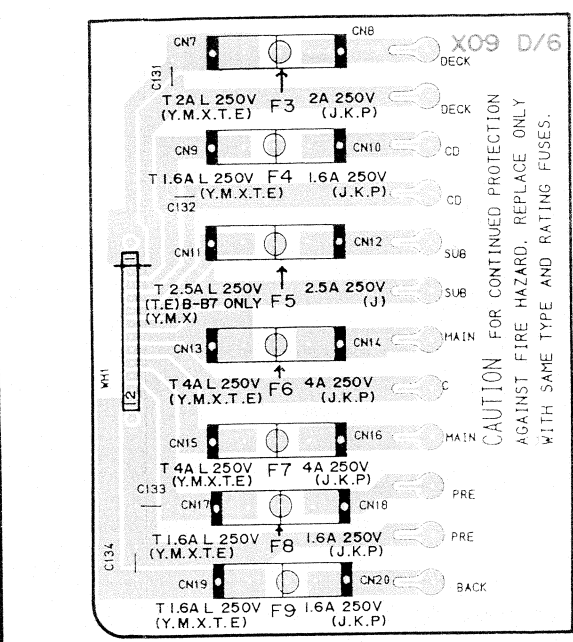 X09 D/6
CN7 CN8
DECK
C131
T 2A L 250V F3 2A 250V
(Y.M.X.T.E) (J.K.P)
DECK
CN9 CN10
CD
T 1.6A L 250V F4 1.6A 250V
(Y.M.X.T.E) (J.K.P)
C132
CD
CN11 CN12
SUB
T 2.5A L 250V F5 2.5A 250V
(T.E) B-B7 ONLY (J)
(Y.M.X)
SUB
1
WH1
12
CN13 CN14
MAIN
T 4A L 250V F6 4A 250V
(Y.M.X.T.E) (J.K.P)
C
CN15 CN16
MAIN
T 4A L 250V F7 4A 250V
(Y.M.X.T.E) (J.K.P)
PRE
C133
CN17 CN18
T 1.6A L 250V F8 1.6A 250V
(Y.M.X.T.E) (J.K.P)
PRE
C134
CN19 CN20
BACK
T 1.6A L 250V F9 1.6A 250V
(Y.M.X.T.E) (J.K.P)
CAUTION FOR CONTINUED PROTECTION
AGAINST FIRE HAZARD. REPLACE ONLY
WITH SAME TYPE AND RATING FUSES.